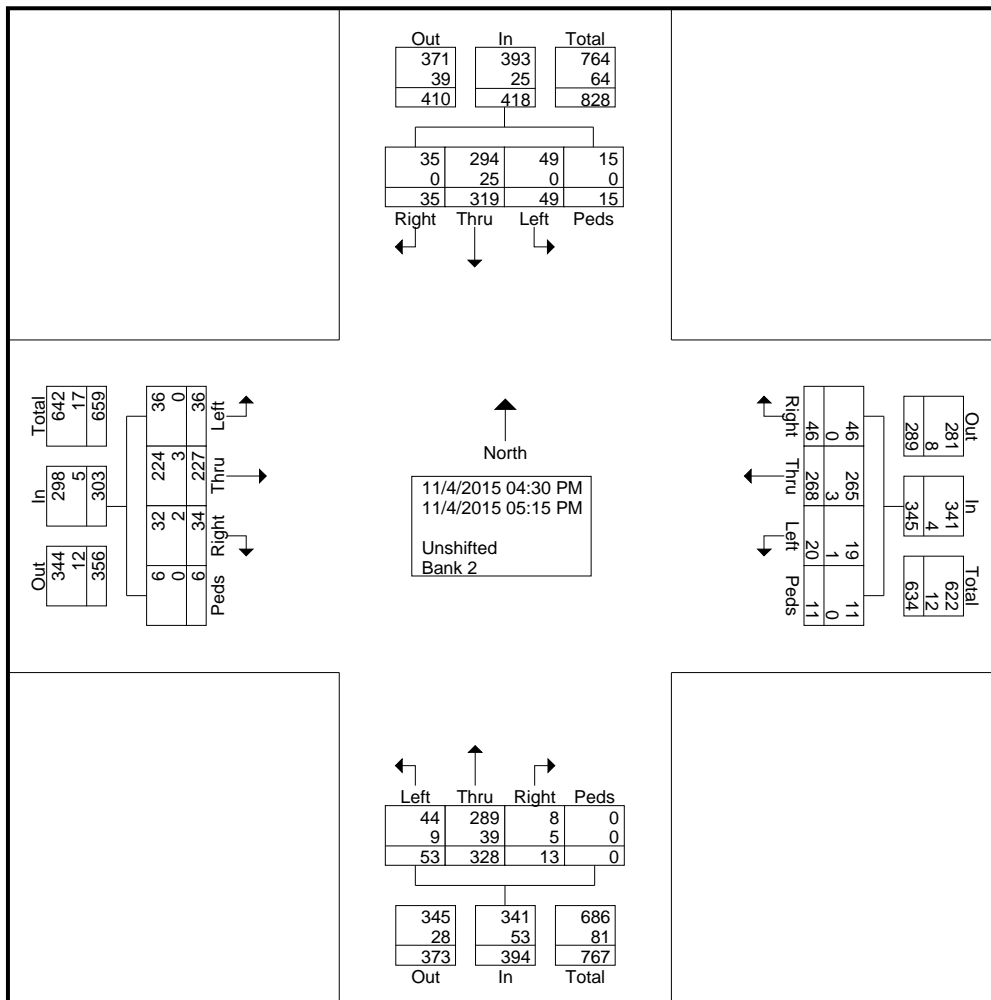 Out In Total
371 393 764
39 25 64
410 418 828
35 294 49 15
0 25 0 0
35 319 49 15
Right Thru Left Peds
Total
642
17
659
In
298
5
303
Out
344
12
356
36
0
36
Left
224
3
227
Thru
32
2
34
Right
6
0
6
Peds
North
11/4/2015 04:30 PM
11/4/2015 05:15 PM
Unshifted
Bank 2
Right
46
0
46
Thru
265
3
268
Left
19
1
20
Peds
11
0
11
Out
281
8
289
In
341
4
345
Total
622
12
634
Left Thru Right Peds
44 289 8 0
9 39 5 0
53 328 13 0
345 341 686
28 53 81
373 394 767
Out In Total